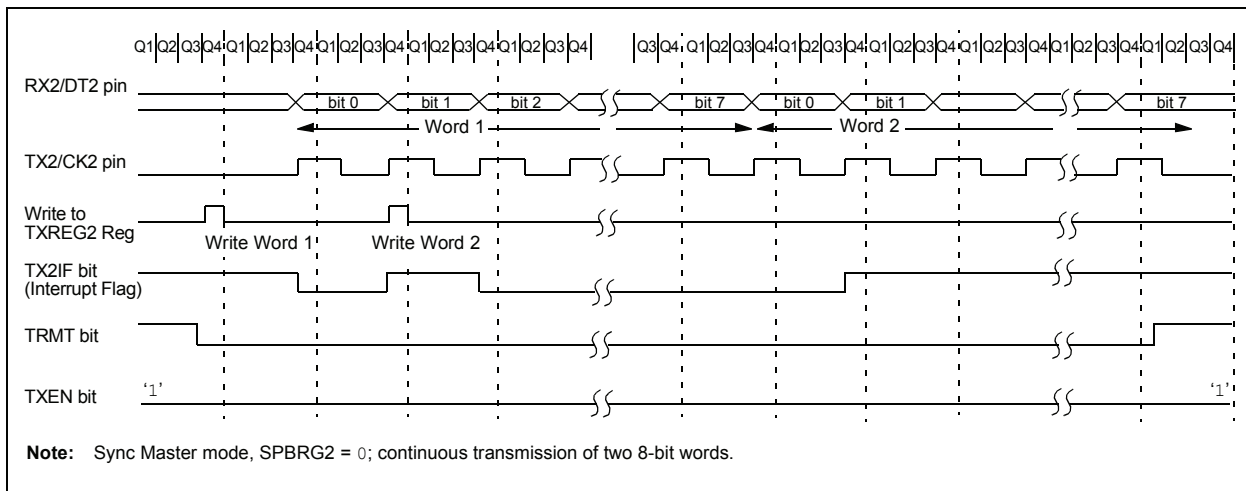 Q1 Q2 Q3 Q4 Q1 Q2 Q3 Q4 Q1 Q2 Q3 Q4 Q1 Q2 Q3 Q4 Q1 Q2 Q3 Q4 Q3 Q4 Q1 Q2 Q3 Q4 Q1 Q2 Q3 Q4 Q1 Q2 Q3 Q4 Q1 Q2 Q3 Q4 Q1 Q2 Q3 Q4 Q1 Q2 Q3 Q4
RX2/DT2 pin
bit 0 bit 1 bit 2 bit 7 bit 0 bit 1 bit 7
Word 1 Word 2
TX2/CK2 pin
Write to
TXREG2 Reg
Write Word 1 Write Word 2
TX2IF bit
(Interrupt Flag)
TRMT bit
TXEN bit ‘1’ ‘1’
Note: Sync Master mode, SPBRG2 = 0; continuous transmission of two 8-bit words.